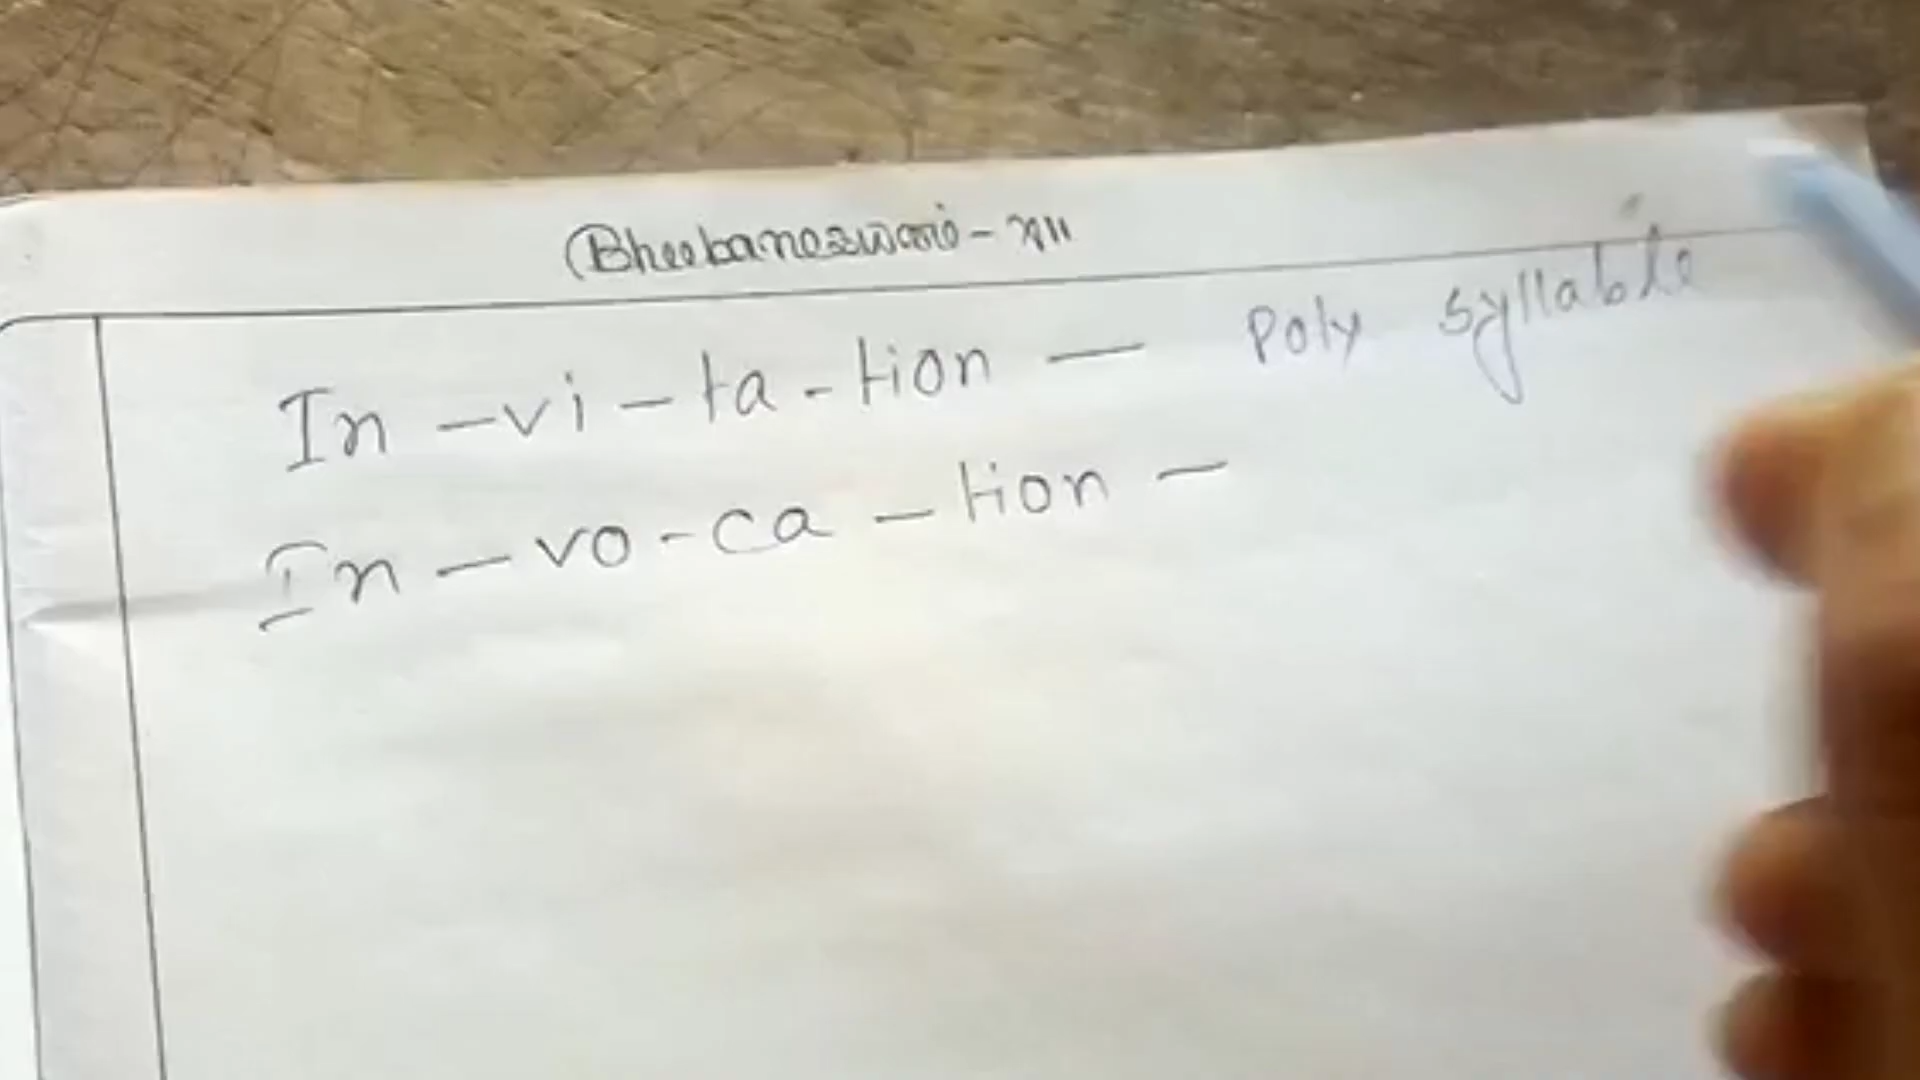 In - vi - ta - tion - Poly syllable
In - vo - ca - tion -